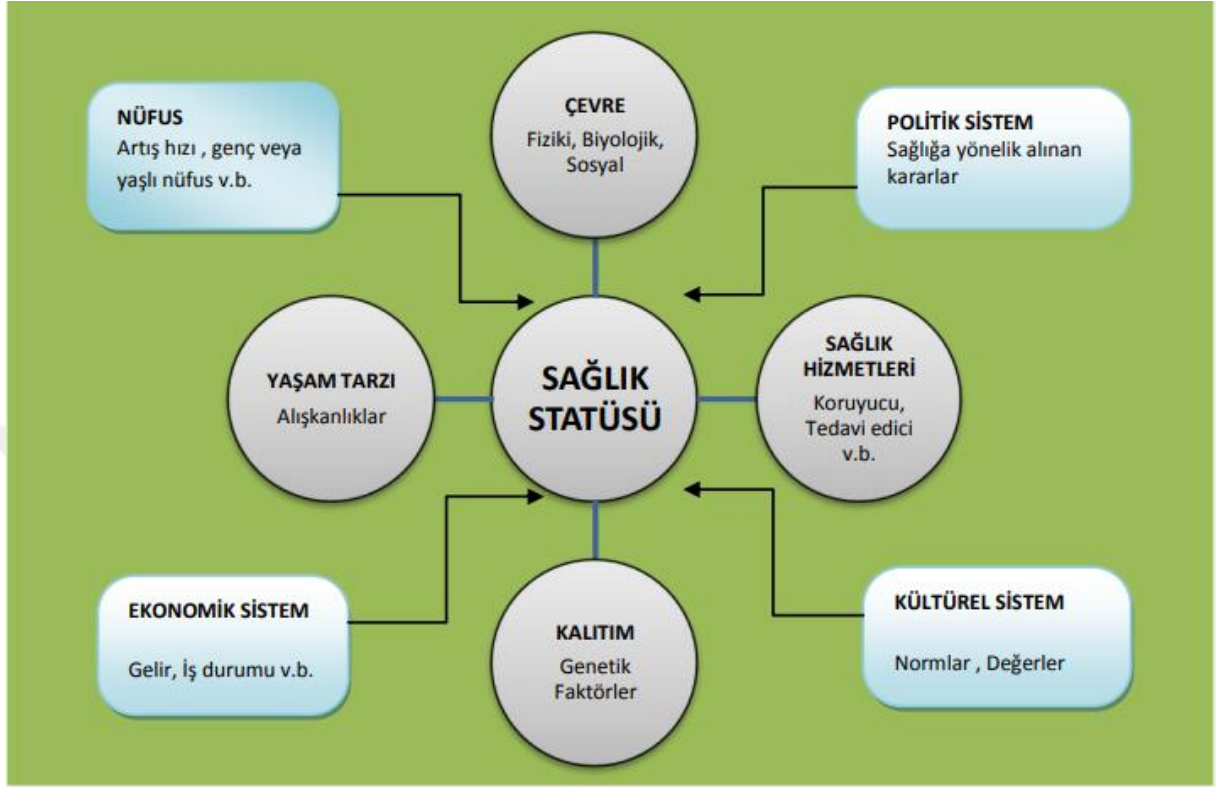 ÇEVRE
Fiziki, Biyolojik,
Sosyal
NÜFUS
Artış hızı , genç veya
yaşlı nüfus v.b.
POLİTİK SİSTEM
Sağlığa yönelik alınan
kararlar
YAŞAM TARZI
Alışkanlıklar
SAĞLIK
STATÜSÜ
SAĞLIK
HİZMETLERİ
Koruyucu,
Tedavi edici
v.b.
EKONOMİK SİSTEM
Gelir, İş durumu v.b.
KALITIM
Genetik
Faktörler
KÜLTÜREL SİSTEM
Normlar , Değerler